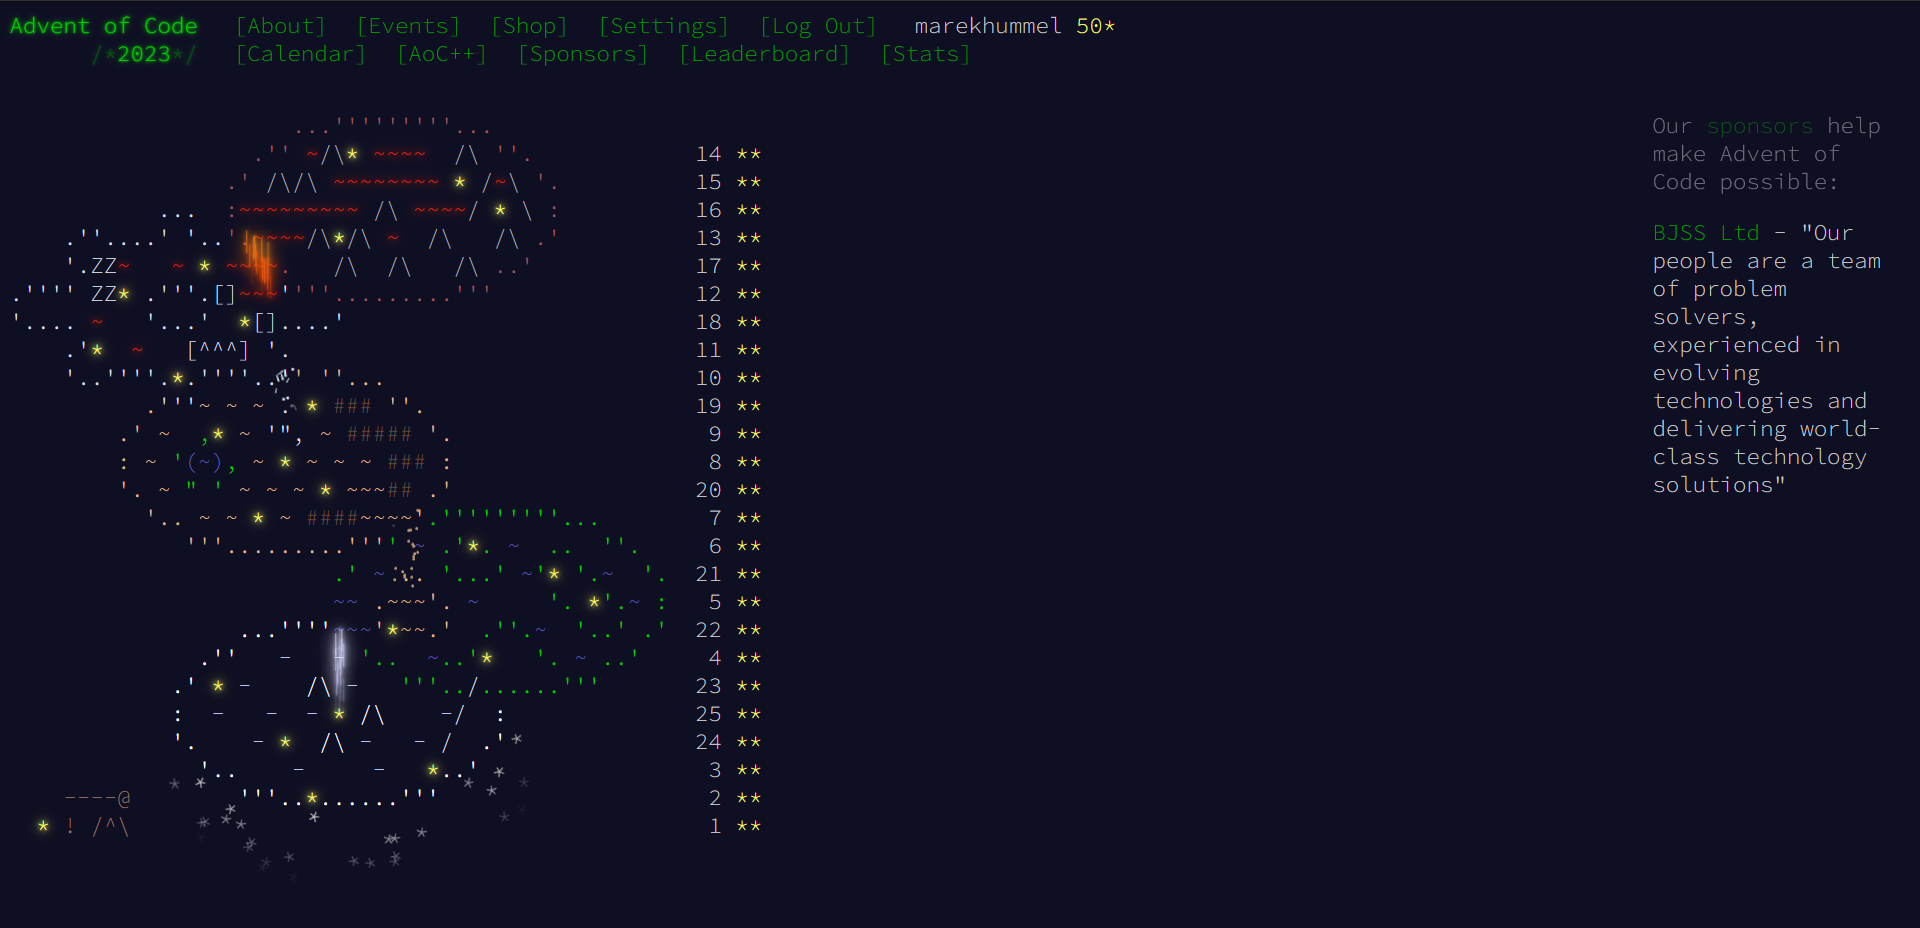 Advent of Code [About] [Events] [Shop] [Settings] [Log Out] marekhummel 50*
/*2023*/ [Calendar] [AoC++] [Sponsors] [Leaderboard] [Stats]
14 **
15 **
16 **
13 **
17 **
12 **
18 **
11 **
10 **
19 **
9 **
8 **
20 **
7 **
6 **
21 **
5 **
22 **
4 **
23 **
25 **
24 **
3 **
2 **
1 **
Our sponsors help
make Advent of
Code possible:
BJSS Ltd - "Our
people are a team
of problem
solvers,
experienced in
evolving
technologies and
delivering world-
class technology
solutions"